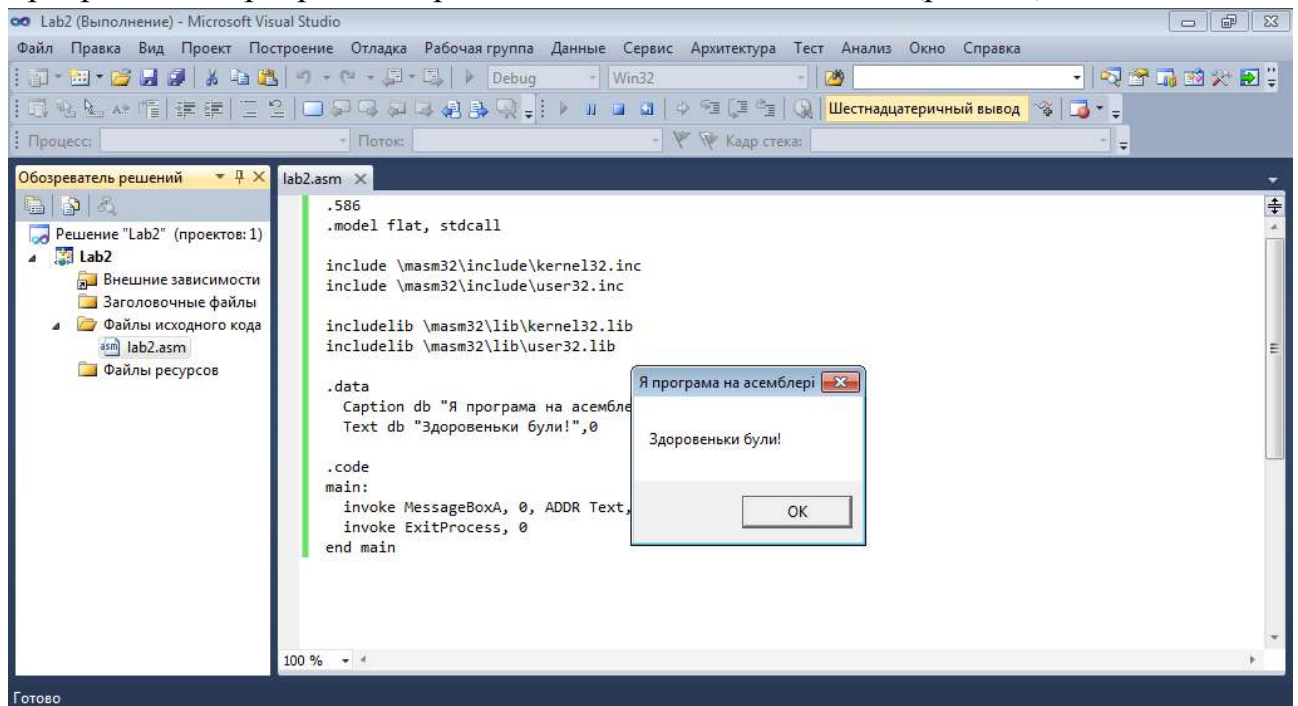 Lab2 (Выполнение) - Microsoft Visual Studio
Файл Правка Вид Проект Построение Отладка Рабочая группа Данные Сервис Архитектура Тест Анализ Окно Справка
Debug Win32
Шестнадцатеричный вывод
Процесс: Поток: Кадр стека:
Обозреватель решений
Решение "Lab2" (проектов: 1)
Lab2
Внешние зависимости
Заголовочные файлы
Файлы исходного кода
asm lab2.asm
Файлы ресурсов
lab2.asm
.586
.model flat, stdcall
include \masm32\include\kernel32.inc
include \masm32\include\user32.inc
includelib \masm32\lib\kernel32.lib
includelib \masm32\lib\user32.lib
.data
Caption db "Я програма на асембле
Text db "Здоровеньки були!",0
.code
main:
invoke MessageBoxA, 0, ADDR Text,
invoke ExitProcess, 0
end main
Я програма на асемблері
Здоровеньки були!
OK
100 %
Готово